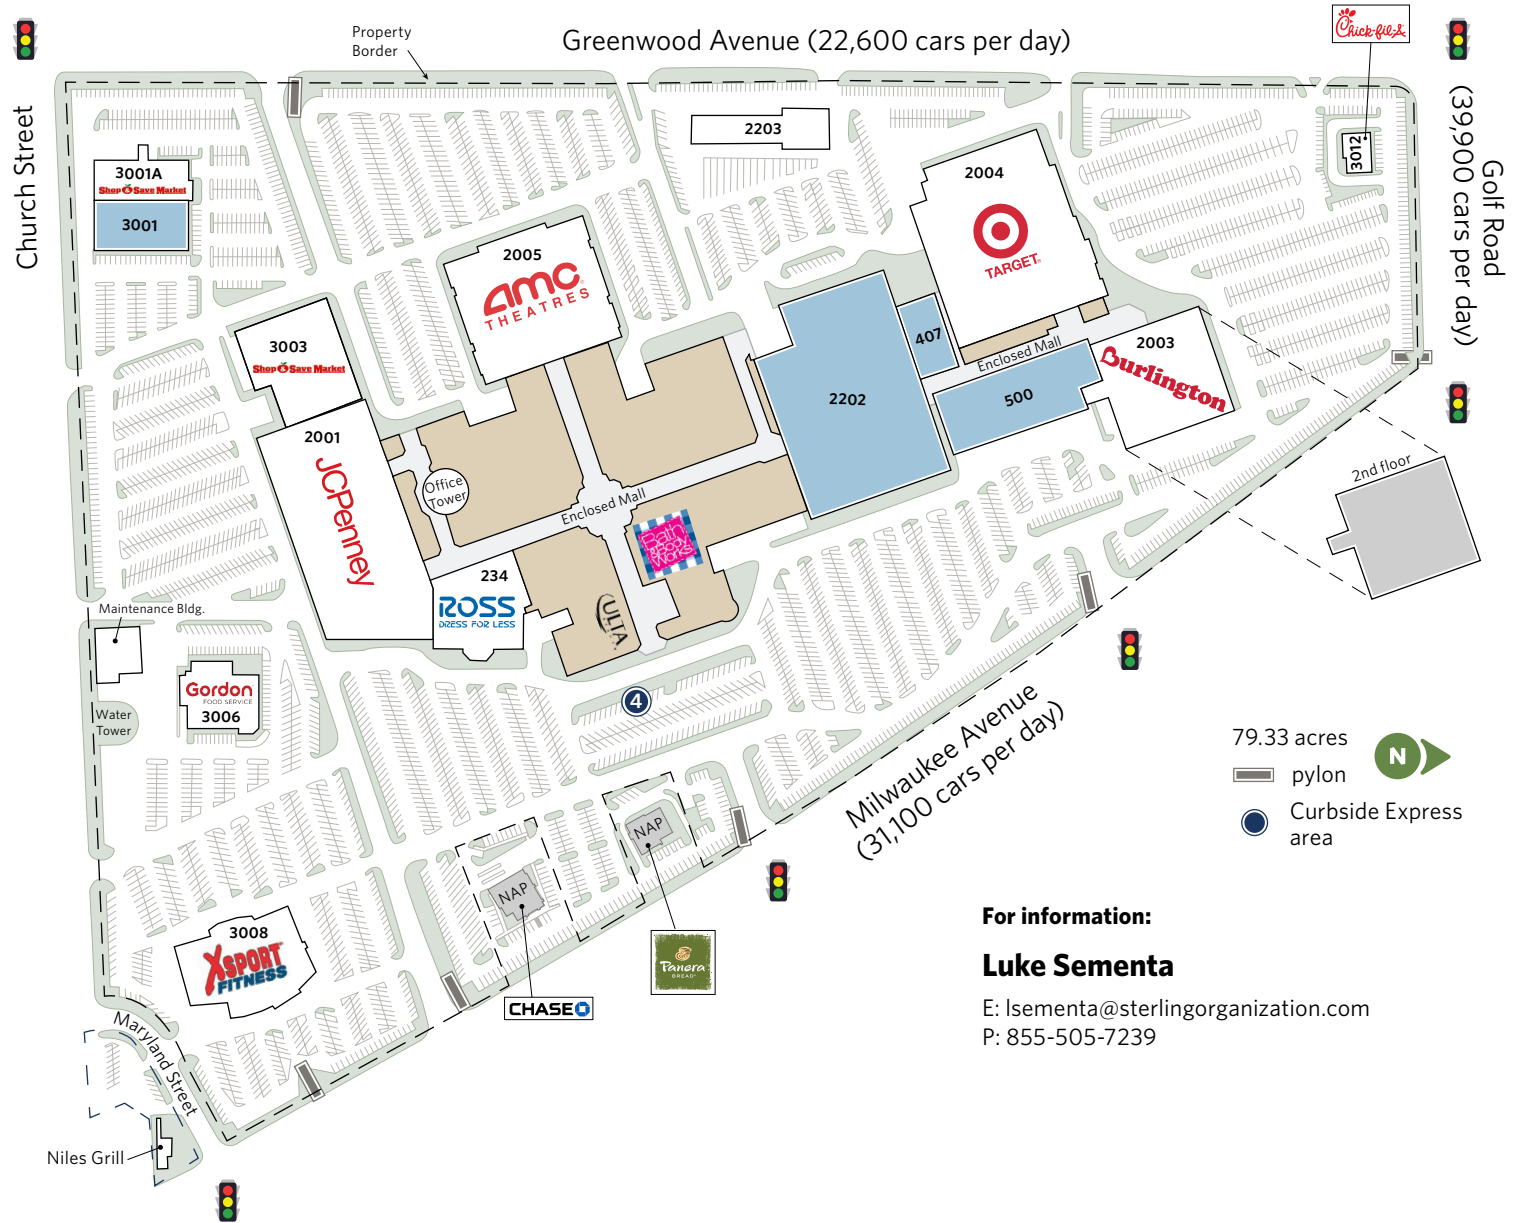 Greenwood Avenue (22,600 cars per day)
Property
Border
Chick-fil-A
Church Street
Golf Road
(39,900 cars per day)
2203
3012
3001A
Shop & Save Market
3001
2004
TARGET
2005
amc
THEATRES
407
Enclosed Mall
2003
Burlington
3003
Shop & Save Market
2202
500
2001
JCPenney
Office
Tower
Enclosed Mall
2nd floor
Bath
& Body
Works
234
ROSS
DRESS FOR LESS
ULTA
Maintenance Bldg.
Gordon
FOOD SERVICE
3006
Water
Tower
4
Milwaukee Avenue
(31,100 cars per day)
79.33 acres
N
pylon
Curbside Express
area
NAP
NAP
3008
XSPORT
FITNESS
Panera
BREAD
CHASE
For information:
Luke Sementa
E: lsementa@sterlingorganization.com
P: 855-505-7239
Maryland Street
Niles Grill